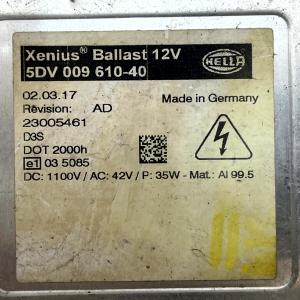 Xenius® Ballast 12V
5DV 009 610-40
HELLA
02.03.17
Made in Germany
Revision: AD
23005461
D3S
DOT 2000h
e1 03 5085
DC: 1100V / AC: 42V / P: 35W - Mat.: Al 99.5